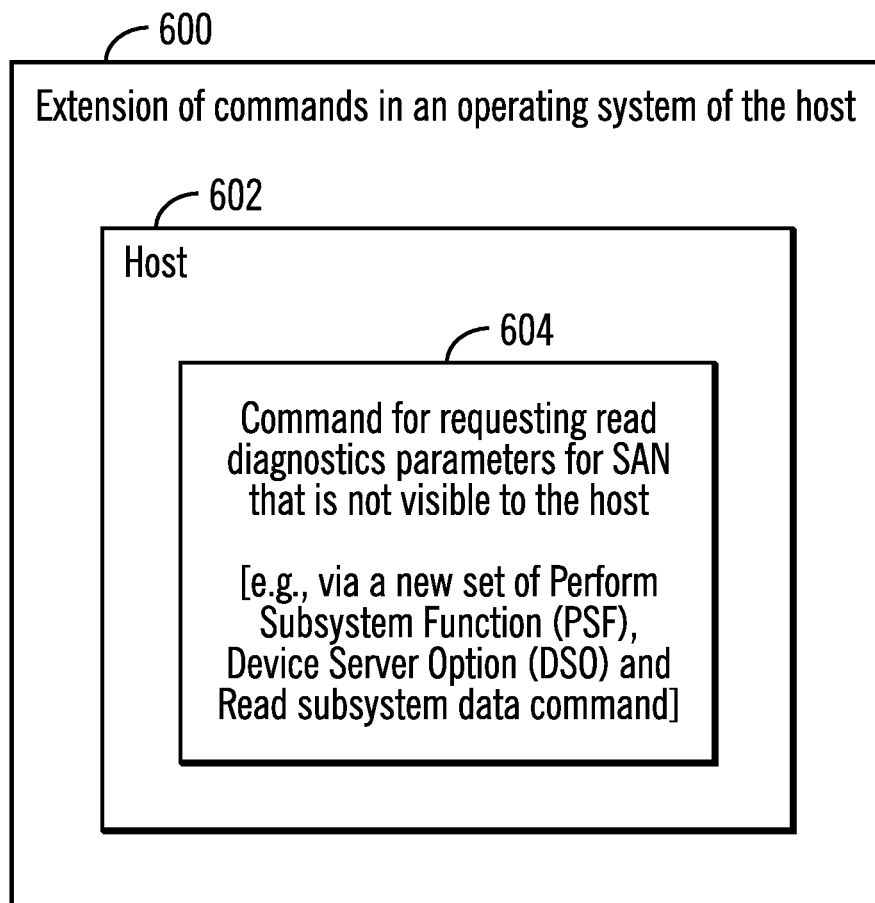 600
Extension of commands in an operating system of the host
602
Host
604
Command for requesting read
diagnostics parameters for SAN
that is not visible to the host
[e.g., via a new set of Perform
Subsystem Function (PSF),
Device Server Option (DSO) and
Read subsystem data command]